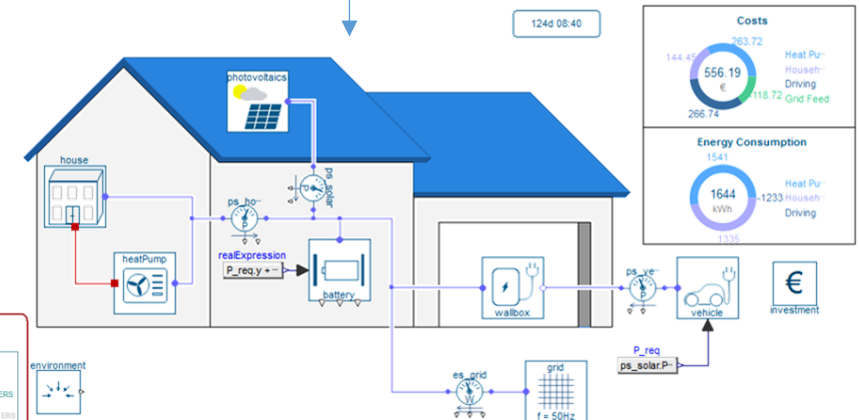 124d 08:40
Costs
263.72
144.45
556.19
€
118.72
266.74
Heat Pu···
Househ···
Driving
Grid Feed
Energy Consumption
1541
1644
kWh
-1233
1335
Heat Pu···
Househ···
Driving
photovoltaics
house
ps_solar
ps_ho···
heatPump
realExpression
P_req.y + ···
battery
wallbox
ps_ve···
vehicle
€
investment
P_req
ps_solar.P···
environment
es_grid
W
grid
f = 50Hz
P
P
P
ERS
ERS